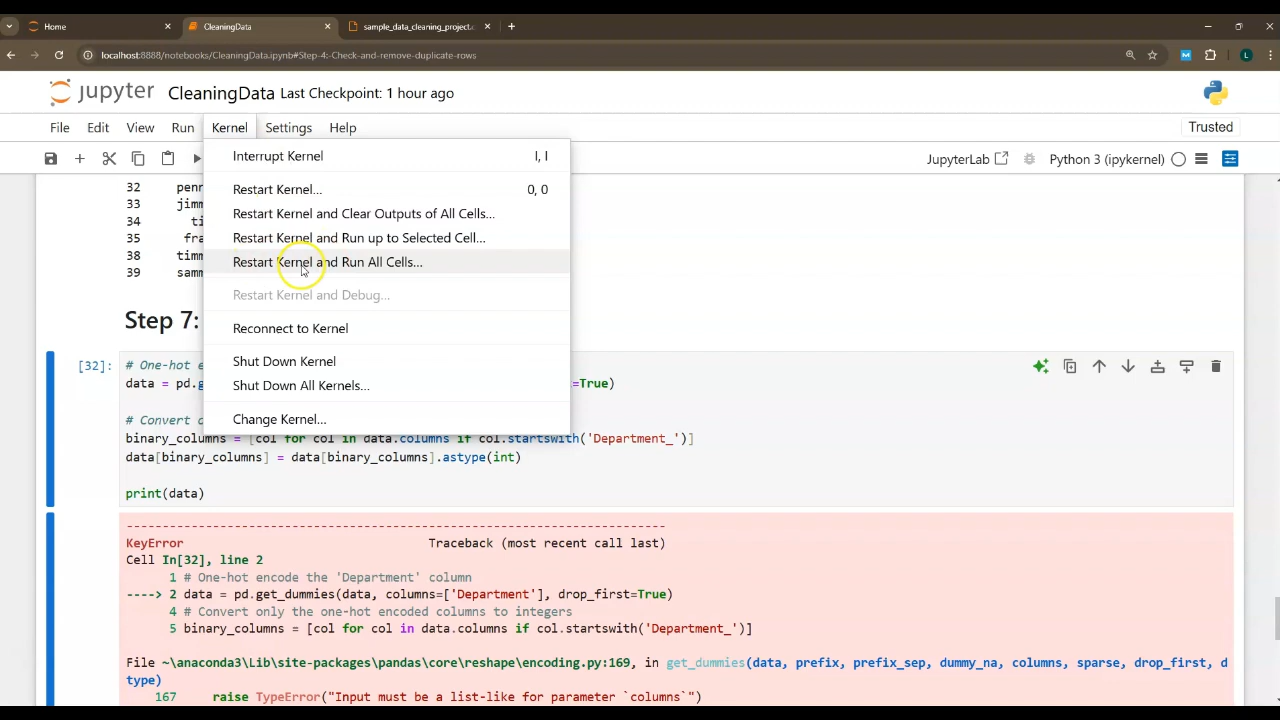 Home
CleaningData
sample_data_cleaning_project.c
localhost:8888/notebooks/CleaningData.ipynb#Step-4:-Check-and-remove-duplicate-rows
L
jupyter CleaningData Last Checkpoint: 1 hour ago
File Edit View Run Kernel Settings Help
Trusted
JupyterLab Python 3 (ipykernel)
Interrupt Kernel I, I
Restart Kernel... 0, 0
Restart Kernel and Clear Outputs of All Cells...
Restart Kernel and Run up to Selected Cell...
Restart Kernel and Run All Cells...
Restart Kernel and Debug...
Reconnect to Kernel
Shut Down Kernel
Shut Down All Kernels...
Change Kernel...
32 penn
33 jimm
34 ti
35 fra
38 timm
39 samm
Step 7:
[32]: # One-hot e
data = pd.g =True)
# Convert o
binary_columns = [col for col in data.columns if col.startswith('Department_')]
data[binary_columns] = data[binary_columns].astype(int)
print(data)
---------------------------------------------------------------------------
KeyError Traceback (most recent call last)
Cell In[32], line 2
1 # One-hot encode the 'Department' column
----> 2 data = pd.get_dummies(data, columns=['Department'], drop_first=True)
4 # Convert only the one-hot encoded columns to integers
5 binary_columns = [col for col in data.columns if col.startswith('Department_')]
File ~\anaconda3\Lib\site-packages\pandas\core\reshape\encoding.py:169, in get_dummies(data, prefix, prefix_sep, dummy_na, columns, sparse, drop_first, d
type)
167 raise TypeError("Input must be a list-like for parameter `columns`")